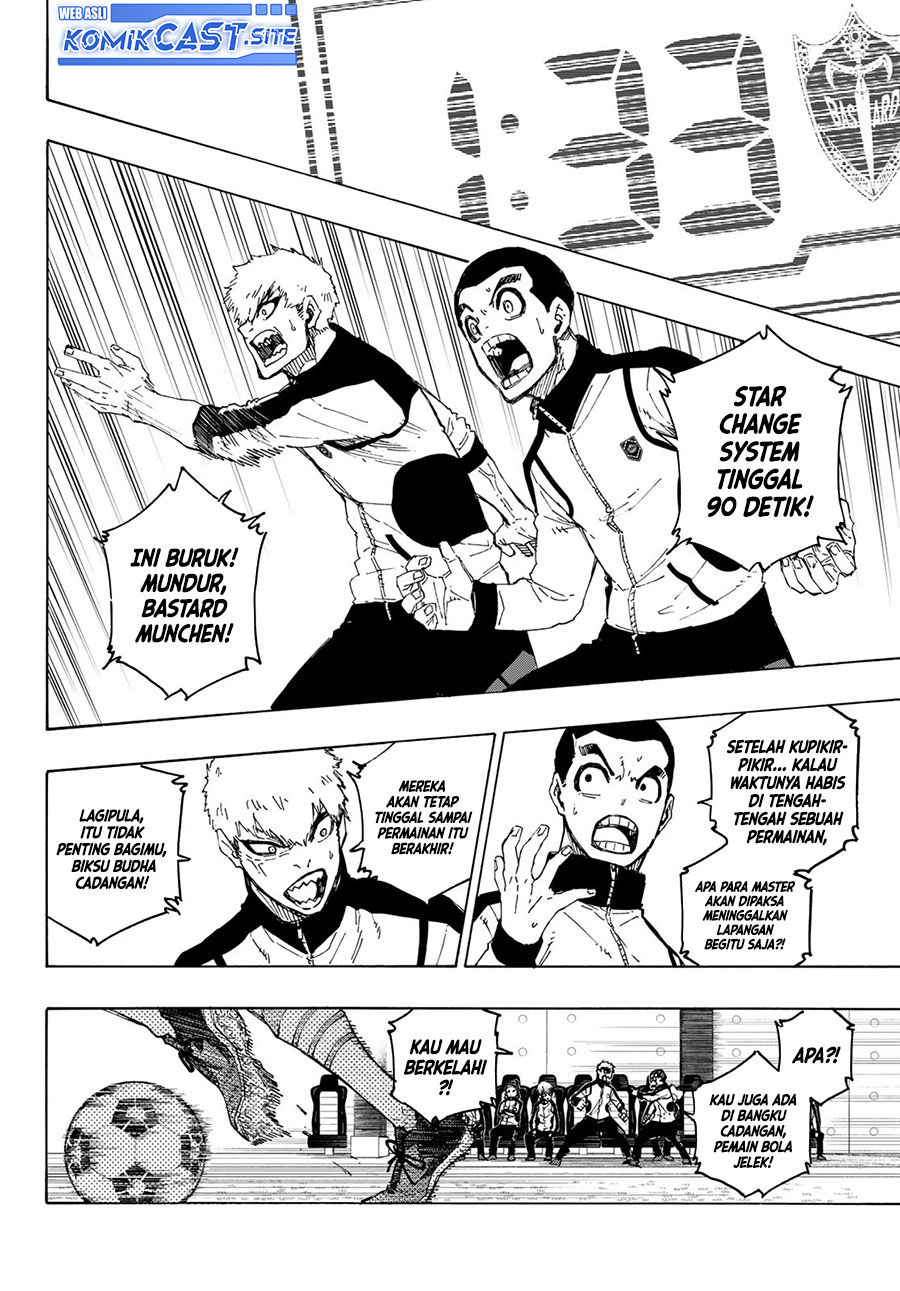 WEB ASLI
KOMIKCAST.SITE
1:33
BASTARD
STAR
CHANGE
SYSTEM
TINGGAL
90 DETIK!
INI BURUK!
MUNDUR,
BASTARD
MUNCHEN!
SETELAH KUPIKIR-
PIKIR... KALAU
WAKTUNYA HABIS
DI TENGAH-
TENGAH SEBUAH
PERMAINAN,
APA PARA MASTER
AKAN DIPAKSA
MENINGGALKAN
LAPANGAN
BEGITU SAJA?!
MEREKA
AKAN TETAP
TINGGAL SAMPAI
PERMAINAN ITU
BERAKHIR!
LAGIPULA,
ITU TIDAK
PENTING BAGIMU,
BIKSU BUDHA
CADANGAN!
APA?!
KAU JUGA ADA
DI BANGKU
CADANGAN,
PEMAIN BOLA
JELEK!
KAU MAU
BERKELAHI
?!